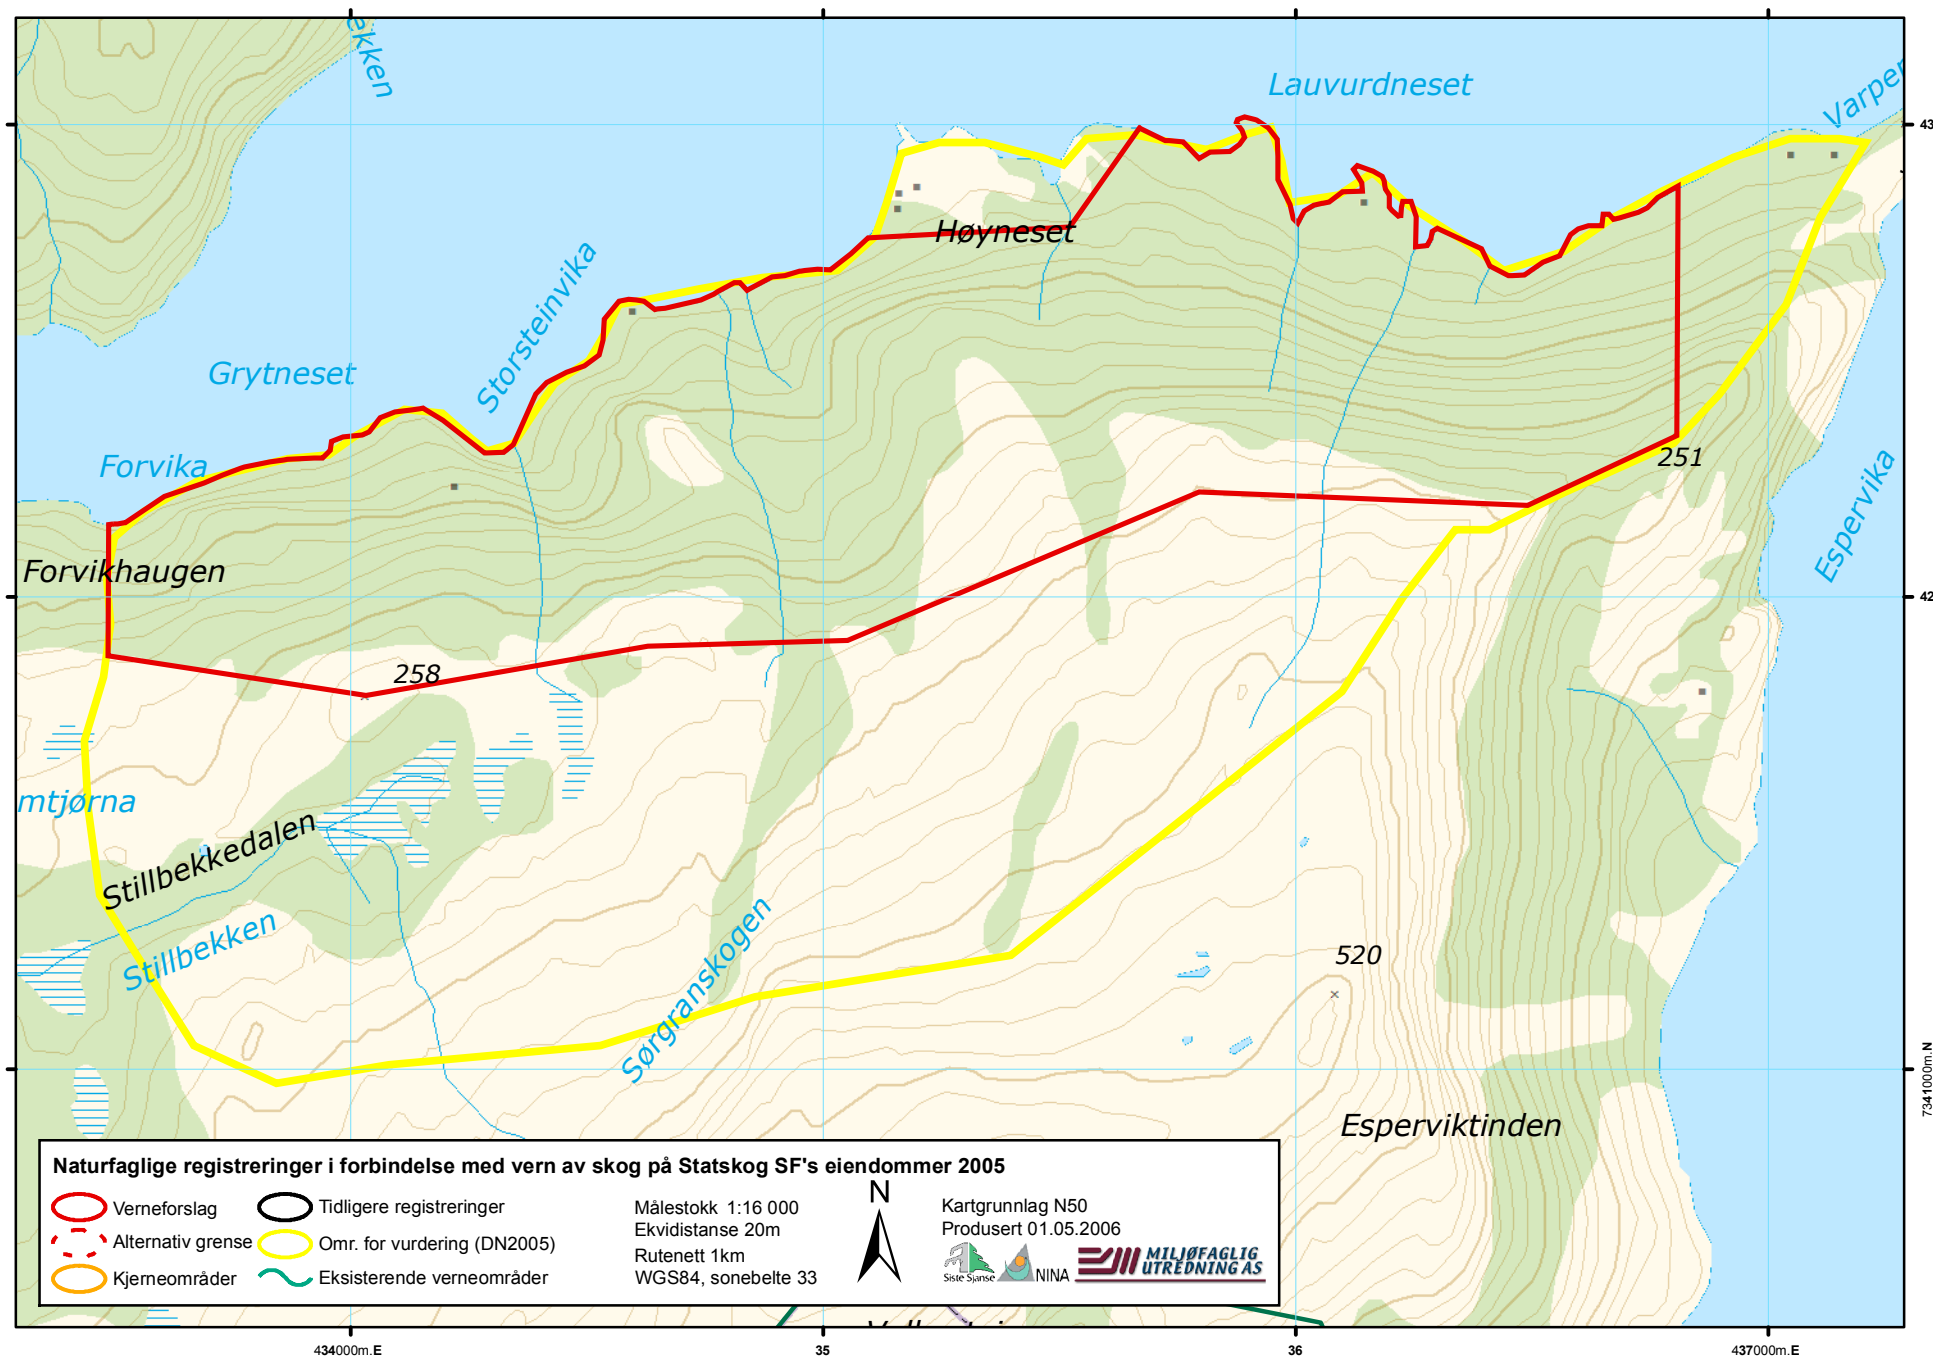 ekken
Lauvurdneset
Varpen
43
Høyneset
Storsteinvika
Grytneset
Forvika
251
Espervika
Forvikhaugen
42
258
mtjørna
Stillbekkedalen
Stillbekken
Sørgranskogen
520
7341000m.N
Esperviktinden
Naturfaglige registreringer i forbindelse med vern av skog på Statskog SF's eiendommer 2005
Verneforslag
Alternativ grense
Kjerneområder
Tidligere registreringer
Omr. for vurdering (DN2005)
Eksisterende verneområder
Målestokk 1:16 000
Ekvidistanse 20m
Rutenett 1km
WGS84, sonebelte 33
N
Kartgrunnlag N50
Produsert 01.05.2006
Siste Sjanse
NINA
MILJØFAGLIG
UTREDNING AS
434000m.E
35
36
437000m.E